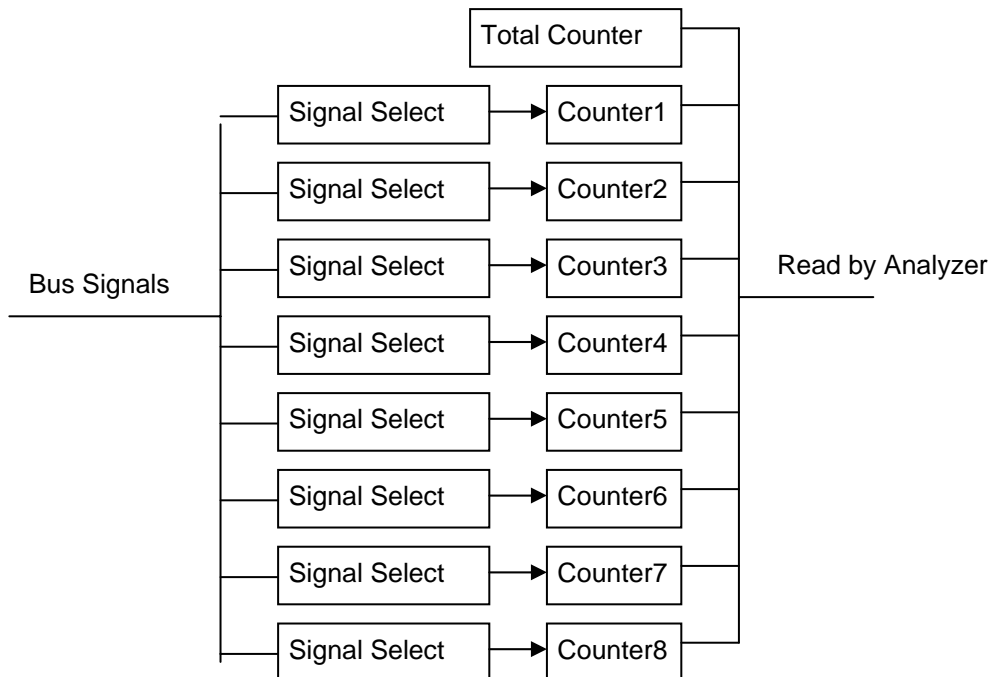 Total Counter
Signal Select
Counter1
Signal Select
Counter2
Signal Select
Counter3
Bus Signals
Read by Analyzer
Signal Select
Counter4
Signal Select
Counter5
Signal Select
Counter6
Signal Select
Counter7
Signal Select
Counter8